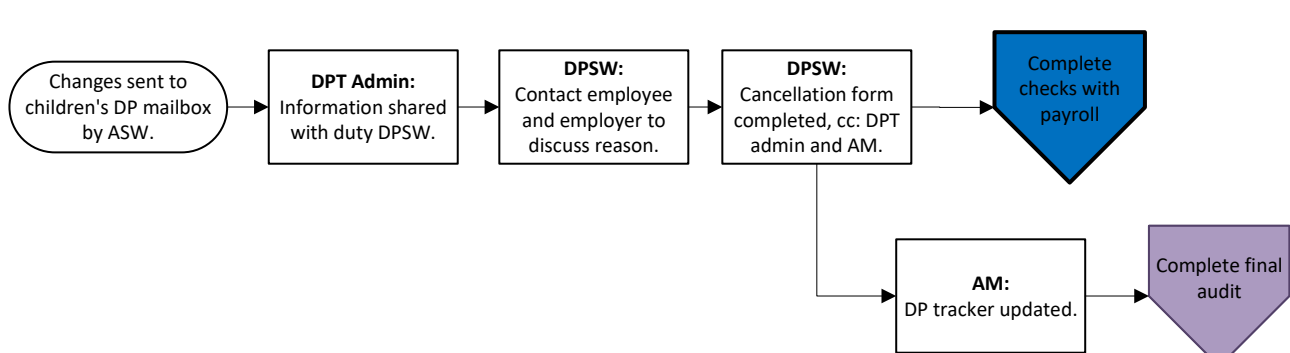 Changes sent to
children's DP mailbox
by ASW.
DPT Admin:
Information shared
with duty DPSW.
DPSW:
Contact employee
and employer to
discuss reason.
DPSW:
Cancellation form
completed, cc: DPT
admin and AM.
Complete
checks with
payroll
AM:
DP tracker updated.
Complete final
audit